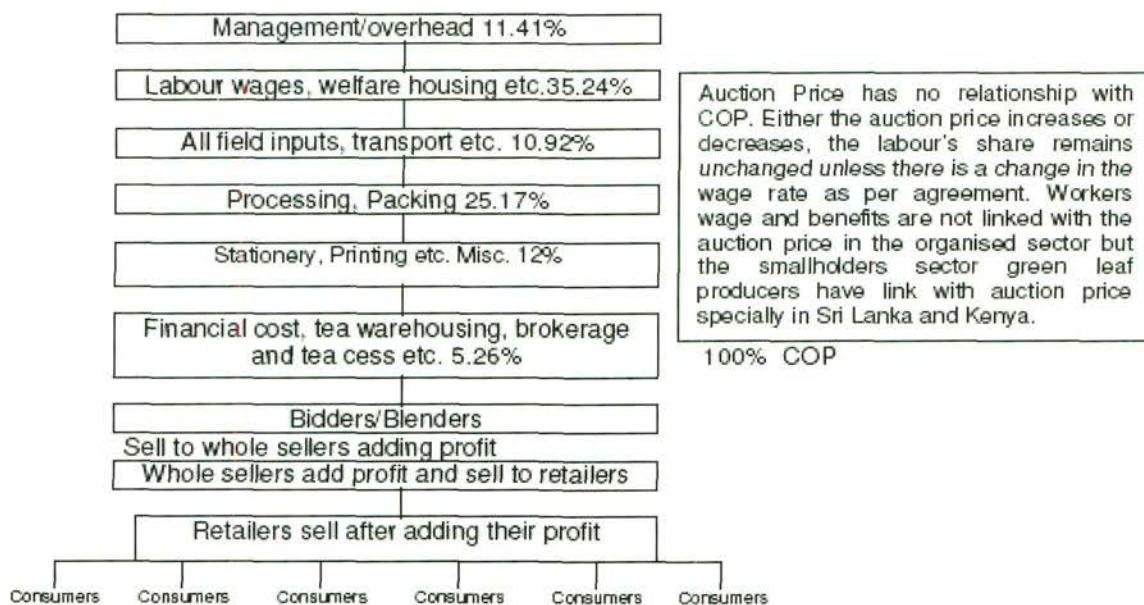 Management/overhead 11.41%
Labour wages, welfare housing etc.35.24%
All field inputs, transport etc. 10.92%
Processing, Packing 25.17%
Stationery, Printing etc. Misc. 12%
Financial cost, tea warehousing, brokerage
and tea cess etc. 5.26%
Auction Price has no relationship with
COP. Either the auction price increases or
decreases, the labour's share remains
unchanged unless there is a change in the
wage rate as per agreement. Workers
wage and benefits are not linked with the
auction price in the organised sector but
the smallholders sector green leaf
producers have link with auction price
specially in Sri Lanka and Kenya.
100% COP
Bidders/Blenders
Sell to whole sellers adding profit
Whole sellers add profit and sell to retailers
Retailers sell after adding their profit
Consumers Consumers Consumers Consumers Consumers Consumers